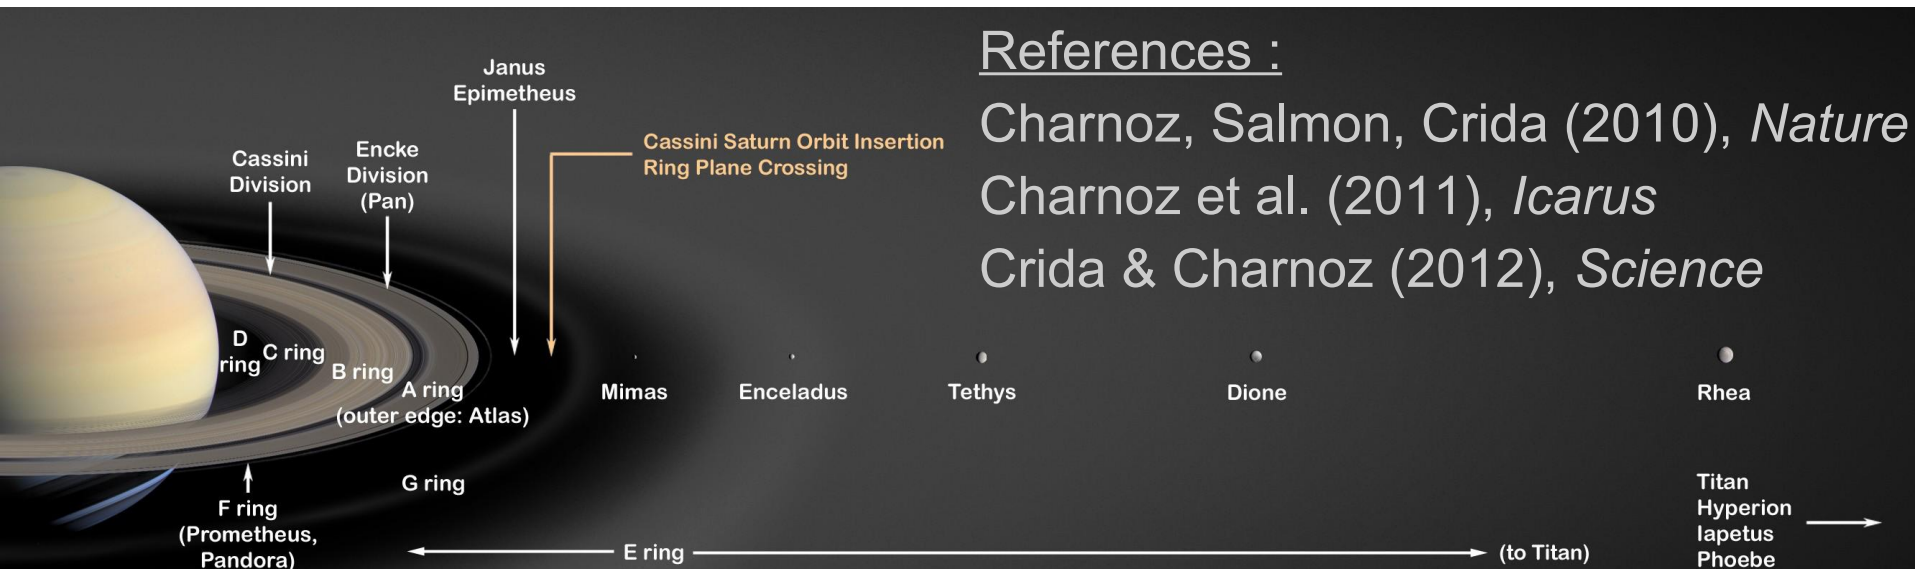 References :
Charnoz, Salmon, Crida (2010), Nature
Charnoz et al. (2011), Icarus
Crida & Charnoz (2012), Science
Janus
Epimetheus
Cassini Saturn Orbit Insertion
Ring Plane Crossing
Cassini
Division
Encke
Division
(Pan)
D
ring
C ring
B ring
A ring
(outer edge: Atlas)
Mimas
Enceladus
Tethys
Dione
Rhea
G ring
F ring
(Prometheus,
Pandora)
E ring
(to Titan)
Titan
Hyperion
Iapetus
Phoebe